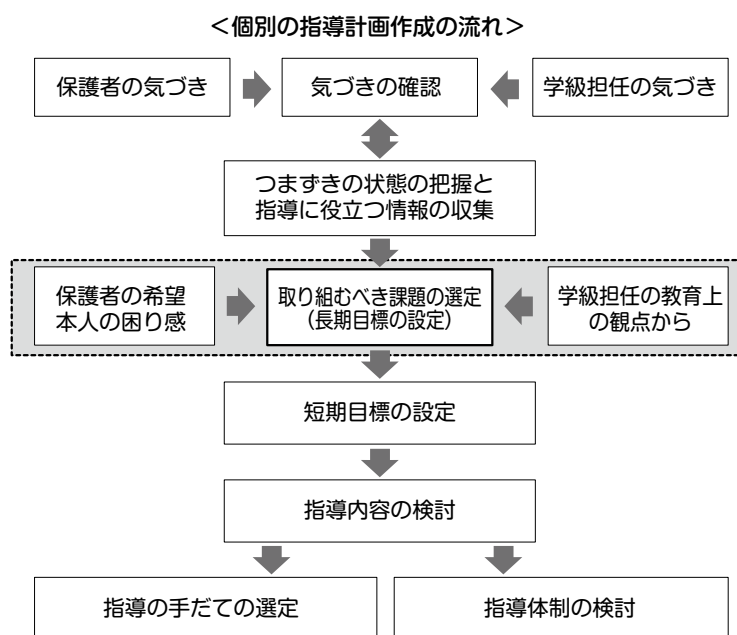 ＜個別の指導計画作成の流れ＞
保護者の気づき
気づきの確認
学級担任の気づき
つまずきの状態の把握と
指導に役立つ情報の収集
保護者の希望
本人の困り感
取り組むべき課題の選定
（長期目標の設定）
学級担任の教育上
の観点から
短期目標の設定
指導内容の検討
指導の手だての選定
指導体制の検討